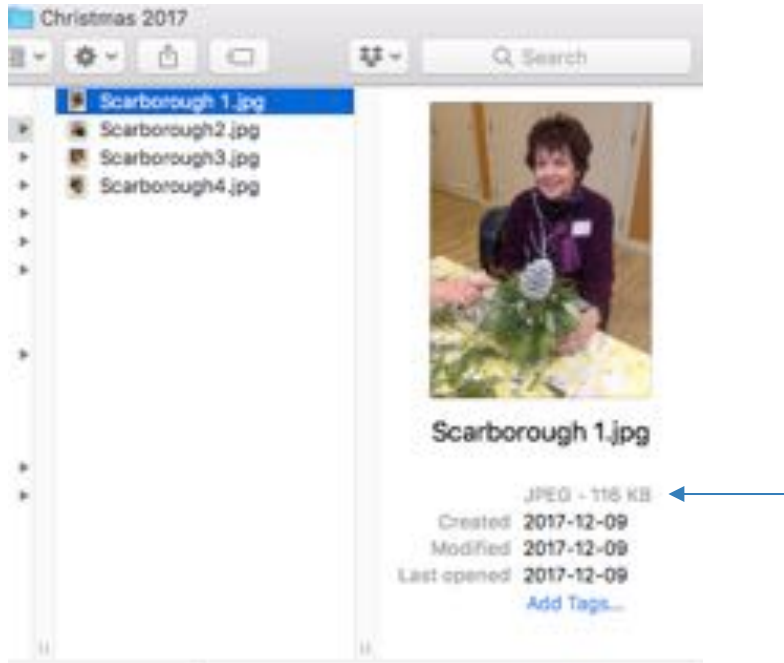 Christmas 2017
Search
Scarborough 1.jpg
Scarborough2.jpg
Scarborough3.jpg
Scarborough4.jpg
Scarborough 1.jpg
JPEG - 116 KB
Created 2017-12-09
Modified 2017-12-09
Last opened 2017-12-09
Add Tags...